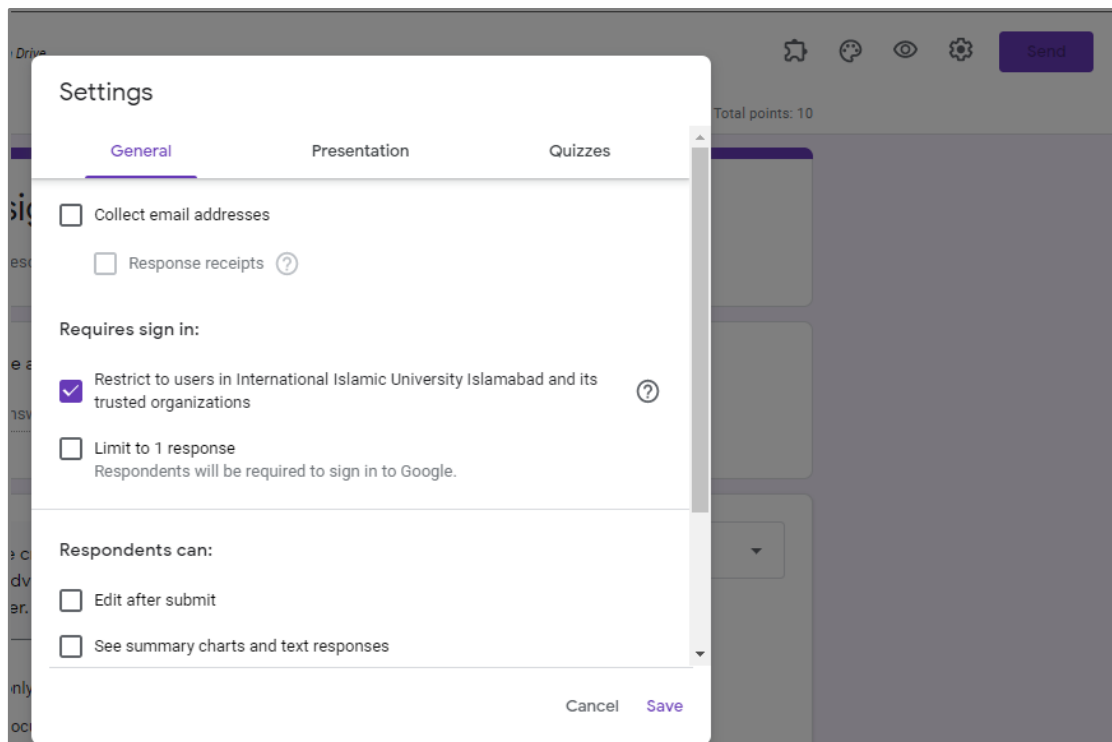 Drive
Send
Total points: 10
Settings
General Presentation Quizzes
Collect email addresses
Response receipts ?
Requires sign in:
Restrict to users in International Islamic University Islamabad and its
trusted organizations
?
Limit to 1 response
Respondents will be required to sign in to Google.
Respondents can:
Edit after submit
See summary charts and text responses
Cancel Save